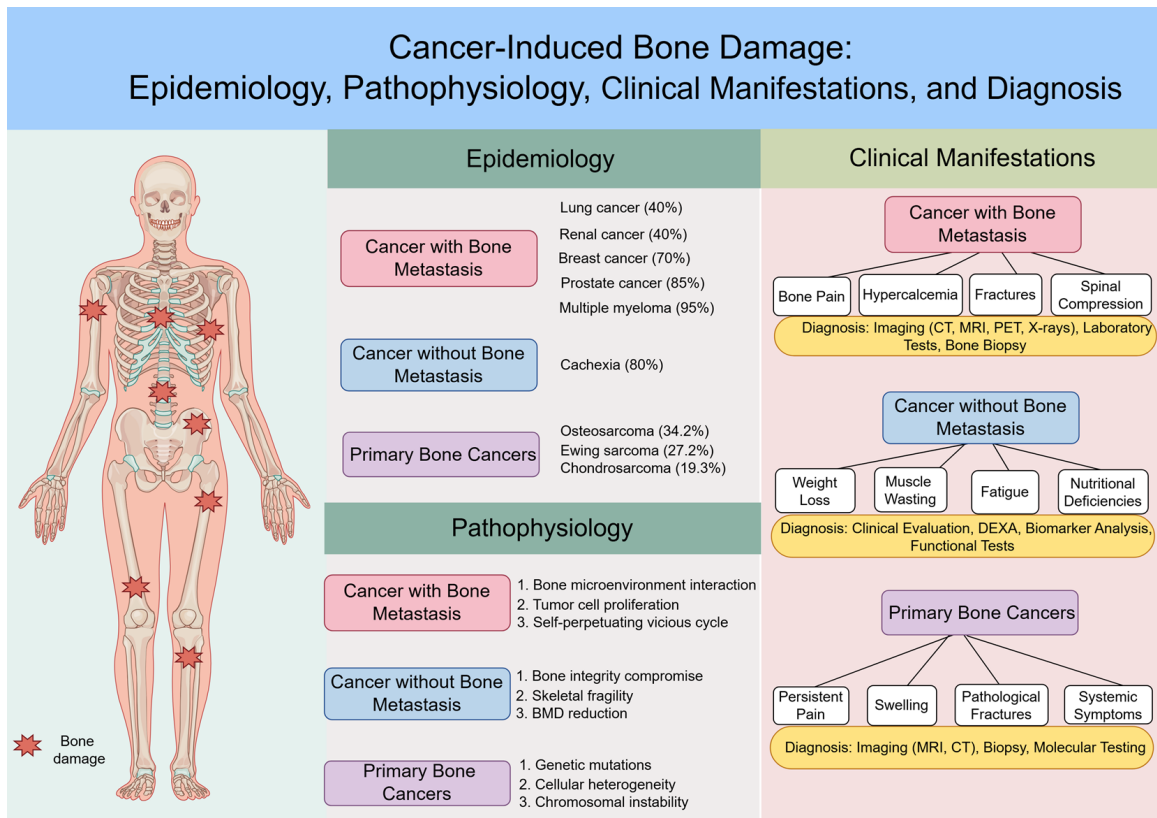 Cancer-Induced Bone Damage:
Epidemiology, Pathophysiology, Clinical Manifestations, and Diagnosis
Bone
damage
Epidemiology
Cancer with Bone
Metastasis
Lung cancer (40%)
Renal cancer (40%)
Breast cancer (70%)
Prostate cancer (85%)
Multiple myeloma (95%)
Cancer without Bone
Metastasis
Cachexia (80%)
Primary Bone Cancers
Osteosarcoma (34.2%)
Ewing sarcoma (27.2%)
Chondrosarcoma (19.3%)
Pathophysiology
Cancer with Bone
Metastasis
1. Bone microenvironment interaction
2. Tumor cell proliferation
3. Self-perpetuating vicious cycle
Cancer without Bone
Metastasis
1. Bone integrity compromise
2. Skeletal fragility
3. BMD reduction
Primary Bone
Cancers
1. Genetic mutations
2. Cellular heterogeneity
3. Chromosomal instability
Clinical Manifestations
Cancer with Bone
Metastasis
Bone Pain
Hypercalcemia
Fractures
Spinal
Compression
Diagnosis: Imaging (CT, MRI, PET, X-rays), Laboratory
Tests, Bone Biopsy
Cancer without Bone
Metastasis
Weight
Loss
Muscle
Wasting
Fatigue
Nutritional
Deficiencies
Diagnosis: Clinical Evaluation, DEXA, Biomarker Analysis,
Functional Tests
Primary Bone Cancers
Persistent
Pain
Swelling
Pathological
Fractures
Systemic
Symptoms
Diagnosis: Imaging (MRI, CT), Biopsy, Molecular Testing